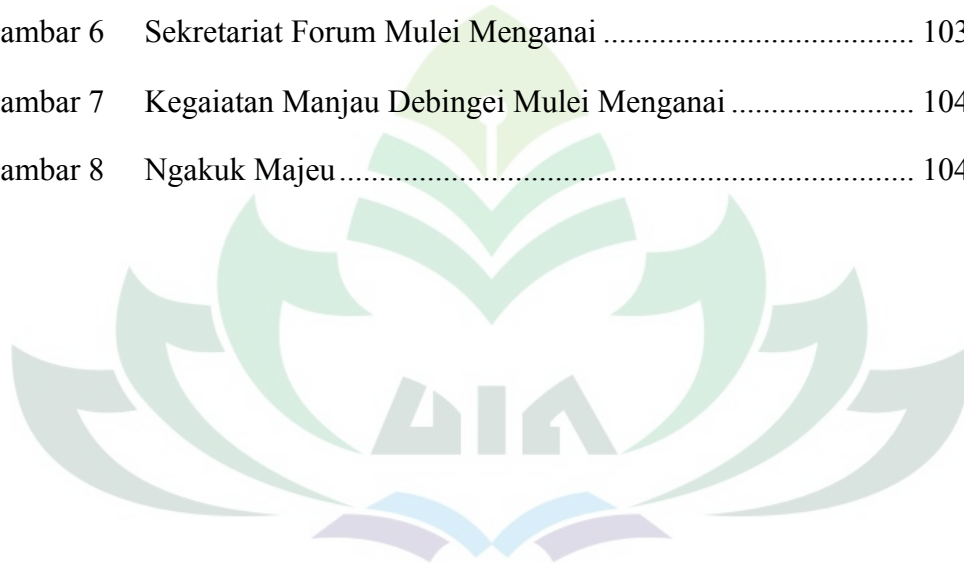 ambar 6 Sekretariat Forum Mulei Menganai ....................................... 103
ambar 7 Kegaiatan Manjau Debingei Mulei Menganai ....................... 104
ambar 8 Ngakuk Majeu ........................................................................ 104
UIN